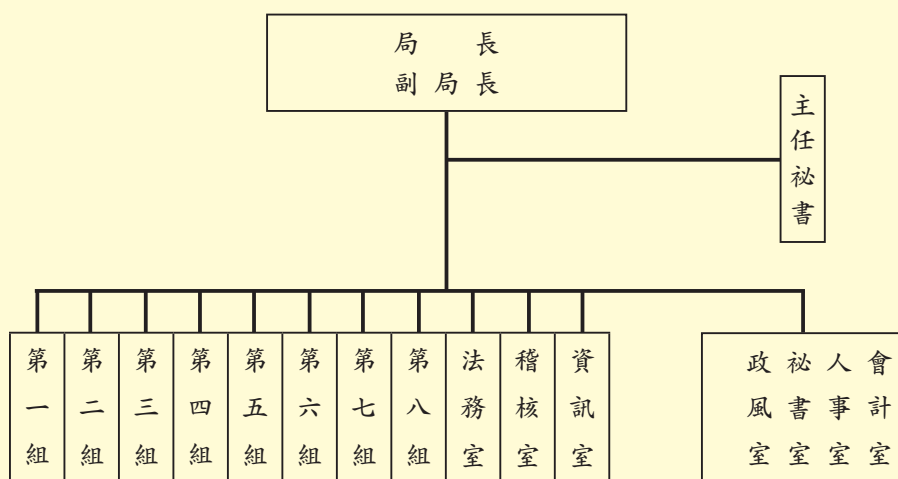 局長
副局長
主任祕書
第一組
第二組
第三組
第四組
第五組
第六組
第七組
第八組
法務室
稽核室
資訊室
政風室
祕書室
人事室
會計室